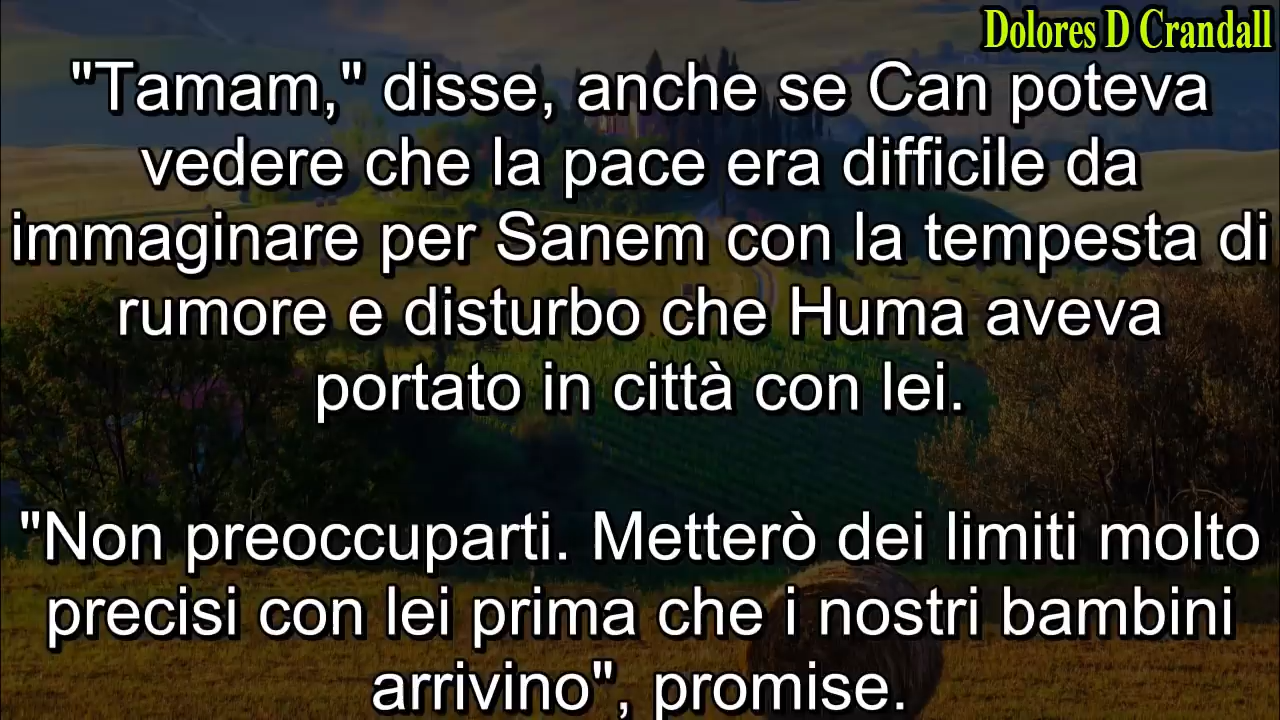 Dolores D Crandall
"Tamam," disse, anche se Can poteva
vedere che la pace era difficile da
immaginare per Sanem con la tempesta di
rumore e disturbo che Huma aveva
portato in città con lei.
"Non preoccuparti. Metterò dei limiti molto
precisi con lei prima che i nostri bambini
arrivino", promise.